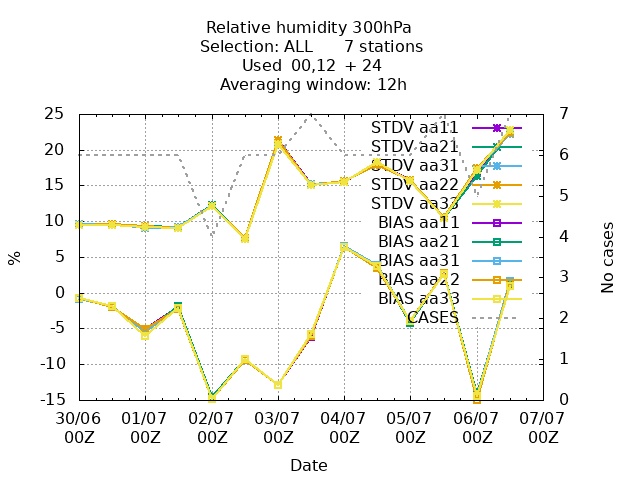 Relative humidity 300hPa
Selection: ALL 7 stations
Used 00,12 + 24
Averaging window: 12h
25 7
20 6
15 5
10 4
5 3
0 2
-5 1
-10 0
-15
%
No cases
STDV aa11
STDV aa21
STDV aa31
STDV aa22
STDV aa33
BIAS aa11
BIAS aa21
BIAS aa31
BIAS aa22
BIAS aa33
CASES
30/06 01/07 02/07 03/07 04/07 05/07 06/07 07/07
00Z 00Z 00Z 00Z 00Z 00Z 00Z 00Z
Date